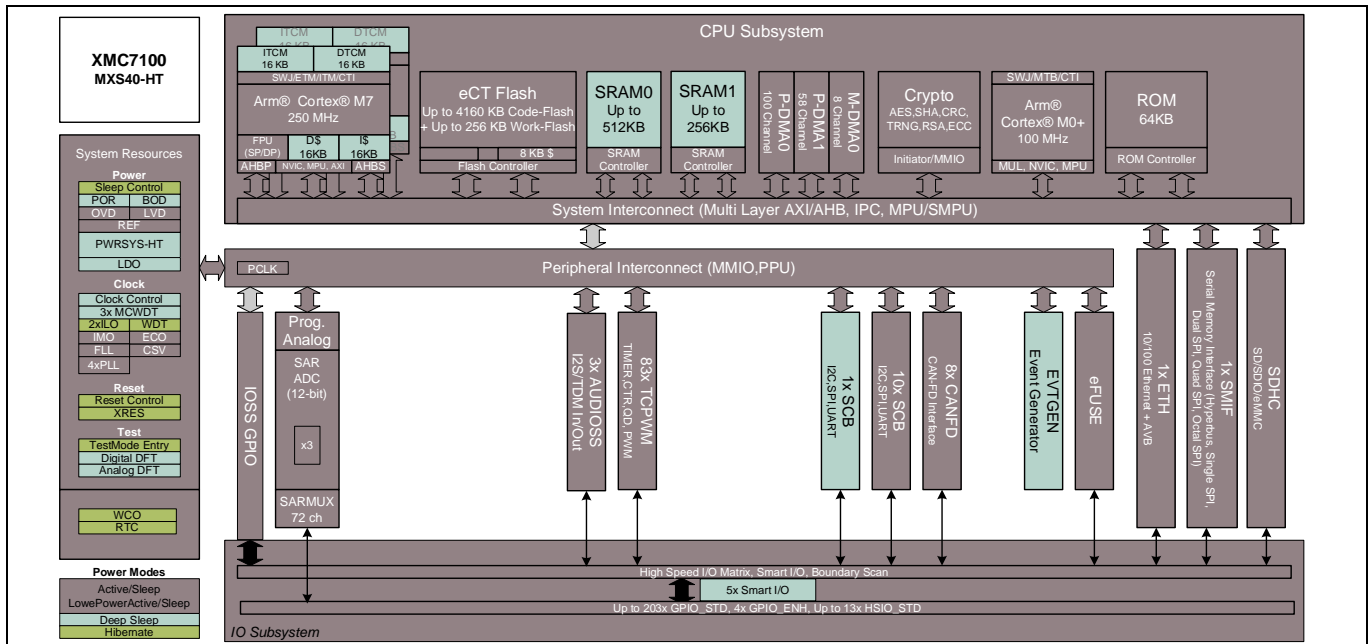 XMC7100
MXS40-HT
System Resources
Power
Sleep Control
POR BOD
OVD LVD
REF
PWRSYS-HT
LDO
Clock
Clock Control
3x MCWDT
2xILO WDT
IMO ECO
FLL CSV
4xPLL
Reset
Reset Control
XRES
Test
TestMode Entry
Digital DFT
Analog DFT
WCO
RTC
Power Modes
Active/Sleep
LowePowerActive/Sleep
Deep Sleep
Hibernate
CPU Subsystem
ITCM DTCM
ITCM
16 KB
DTCM
16 KB
SWJ/ETM/ITM/CTI
Arm® Cortex® M7
250 MHz
FPU
(SP/DP)
D$
16KB
I$
16KB
AHBP
NVIC, MPU, AXI
AHBS
eCT Flash
Up to 4160 KB Code-Flash
+ Up to 256 KB Work-Flash
8 KB $
Flash Controller
SRAM0
Up to
512KB
SRAM
Controller
SRAM1
Up to
256KB
SRAM
Controller
P-DMA0
100 Channel
P-DMA1
58 Channel
M-DMA0
8 Channel
Crypto
AES,SHA,CRC,
TRNG,RSA,ECC
Initiator/MMIO
SWJ/MTB/CTI
Arm®
Cortex® M0+
100 MHz
MUL, NVIC, MPU
ROM
64KB
ROM Controller
System Interconnect (Multi Layer AXI/AHB, IPC, MPU/SMPU)
PCLK
Peripheral Interconnect (MMIO,PPU)
IOSS GPIO
Prog.
Analog
SAR
ADC
(12-bit)
x3
SARMUX
72 ch
3x AUDIOSS
I2S/TDM In/Out
83x TCPWM
TIMER,CTR,QD, PWM
1x SCB
I2C,SPI,UART
10x SCB
I2C,SPI,UART
8x CANFD
CAN-FD Interface
EVTGEN
Event Generator
eFUSE
1x ETH
10/100 Ethernet + AVB
1x SMIF
Serial Memory Interface (Hyperbus, Single SPI,
Dual SPI, Quad SPI, Octal SPI)
SDHC
SD/SDIO/eMMC
High Speed I/O Matrix, Smart I/O, Boundary Scan
5x Smart I/O
Up to 203x GPIO_STD, 4x GPIO_ENH, Up to 13x HSIO_STD
IO Subsystem